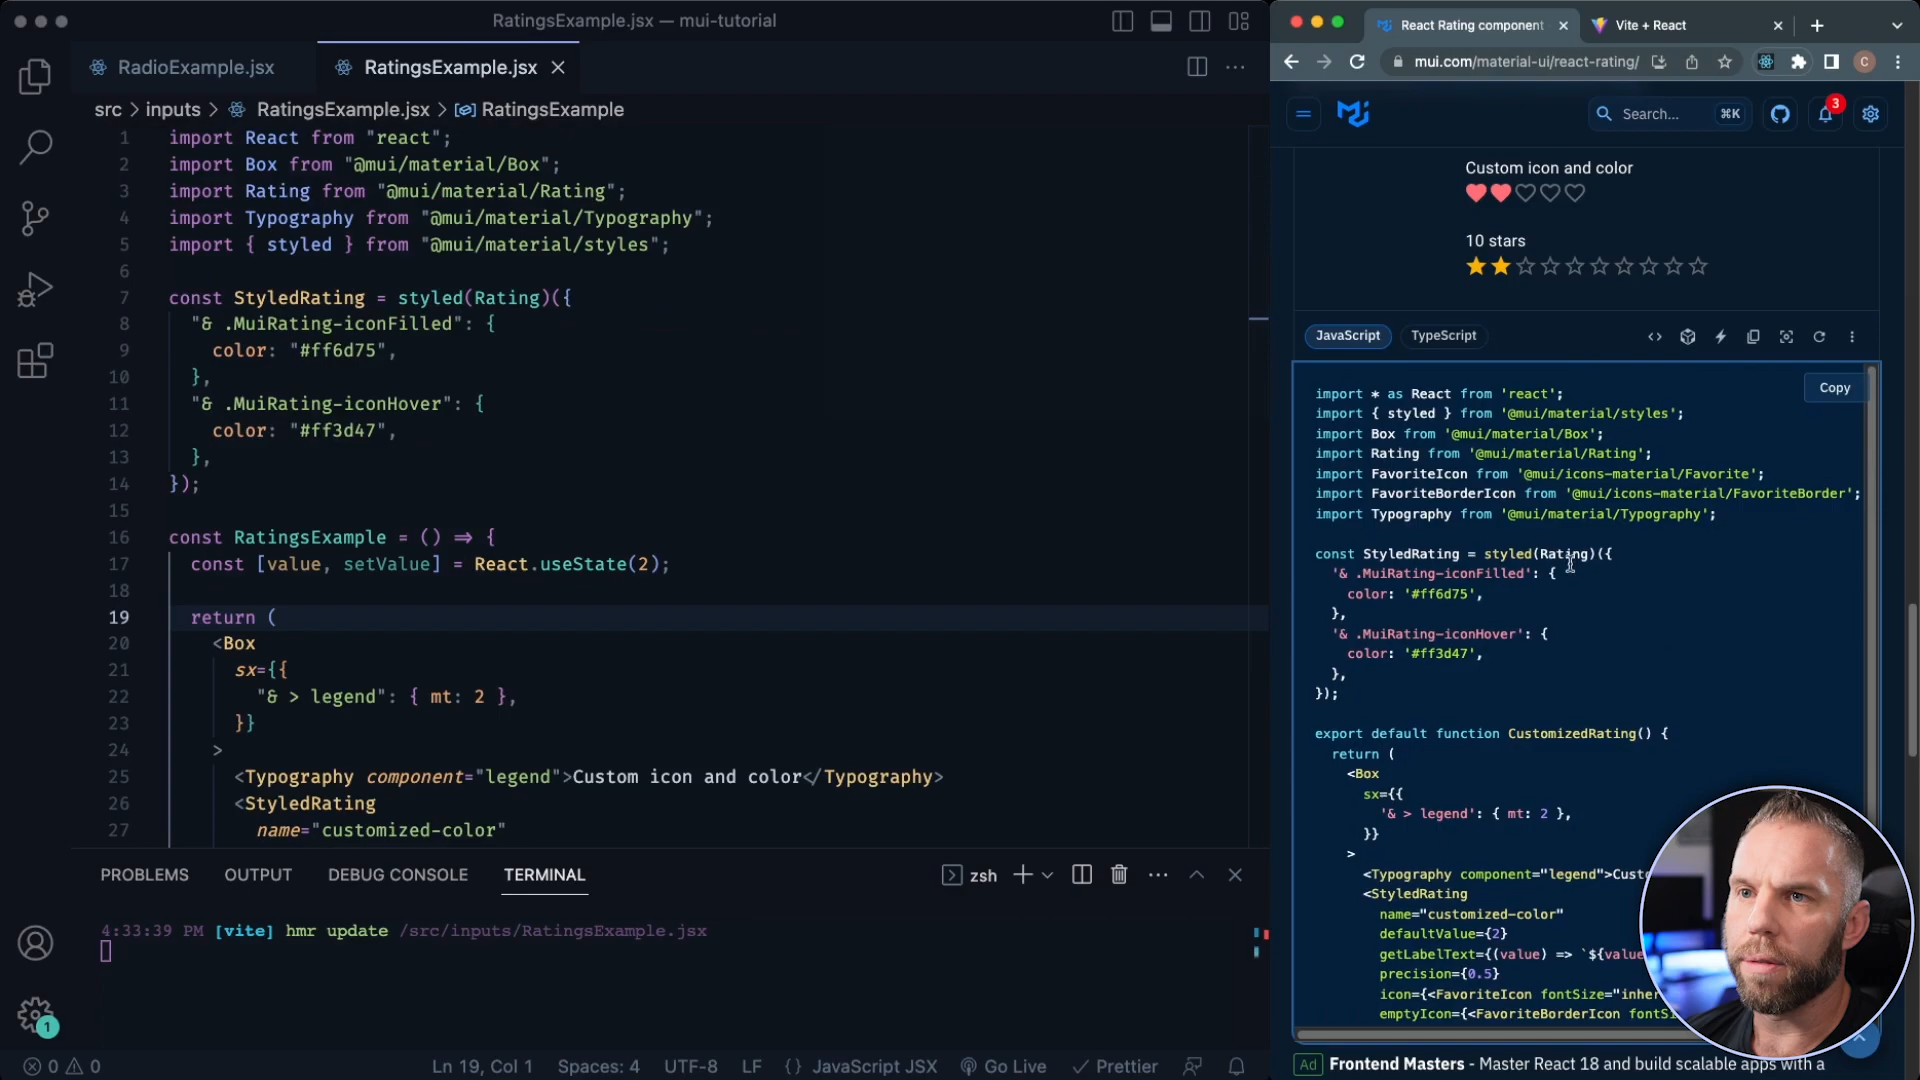 RatingsExample.jsx — mui-tutorial
RadioExample.jsx
RatingsExample.jsx
src > inputs > RatingsExample.jsx > RatingsExample
1 import React from "react";
2 import Box from "@mui/material/Box";
3 import Rating from "@mui/material/Rating";
4 import Typography from "@mui/material/Typography";
5 import { styled } from "@mui/material/styles";
6
7 const StyledRating = styled(Rating)({
8 "& .MuiRating-iconFilled": {
9 color: "#ff6d75",
10 },
11 "& .MuiRating-iconHover": {
12 color: "#ff3d47",
13 },
14 });
15
16 const RatingsExample = () => {
17 const [value, setValue] = React.useState(2);
18
19 return (
20 <Box
21 sx={{
22 "& > legend": { mt: 2 },
23 }}
24 >
25 <Typography component="legend">Custom icon and color</Typography>
26 <StyledRating
27 name="customized-color"
PROBLEMS OUTPUT DEBUG CONSOLE TERMINAL
zsh
4:33:39 PM [vite] hmr update /src/inputs/RatingsExample.jsx
1
0 0
Ln 19, Col 1 Spaces: 4 UTF-8 LF {} JavaScript JSX Go Live Prettier
React Rating component
Vite + React
mui.com/material-ui/react-rating/
C
Search... ⌘K
3
Custom icon and color
10 stars
JavaScript TypeScript
Copy
import * as React from 'react';
import { styled } from '@mui/material/styles';
import Box from '@mui/material/Box';
import Rating from '@mui/material/Rating';
import FavoriteIcon from '@mui/icons-material/Favorite';
import FavoriteBorderIcon from '@mui/icons-material/FavoriteBorder';
import Typography from '@mui/material/Typography';
const StyledRating = styled(Rating)({
'& .MuiRating-iconFilled': {
color: '#ff6d75',
},
'& .MuiRating-iconHover': {
color: '#ff3d47',
},
});
export default function CustomizedRating() {
return (
<Box
sx={{
'& > legend': { mt: 2 },
}}
>
<Typography component="legend">Cust
<StyledRating
name="customized-color"
defaultValue={2}
getLabelText={(value) => `${value
precision={0.5}
icon={<FavoriteIcon fontSize="inher
emptyIcon={<FavoriteBorderIcon fontSi
Ad Frontend Masters - Master React 18 and build scalable apps with a